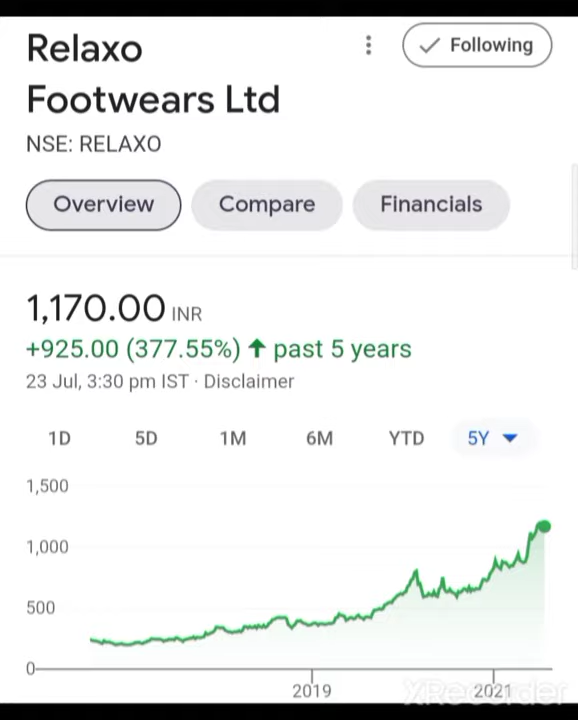 Relaxo
Following
Footwears Ltd
NSE: RELAXO
Overview
Compare
Financials
1,170.00 INR
+925.00 (377.55%) ↑ past 5 years
23 Jul, 3:30 pm IST · Disclaimer
1D 5D 1M 6M YTD 5Y
1,500
1,000
500
0
2019 2021
XRecorder